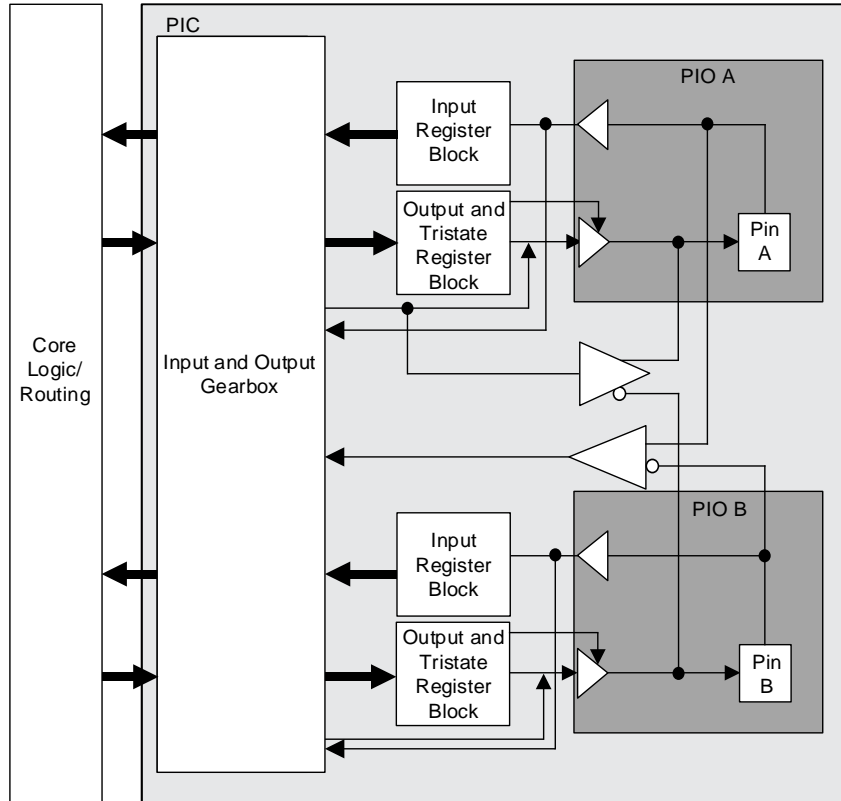 PIC
PIO A
Input
Register
Block
Output and
Tristate
Register
Block
Pin
A
Core
Logic/
Routing
Input and Output
Gearbox
PIO B
Input
Register
Block
Output and
Tristate
Register
Block
Pin
B